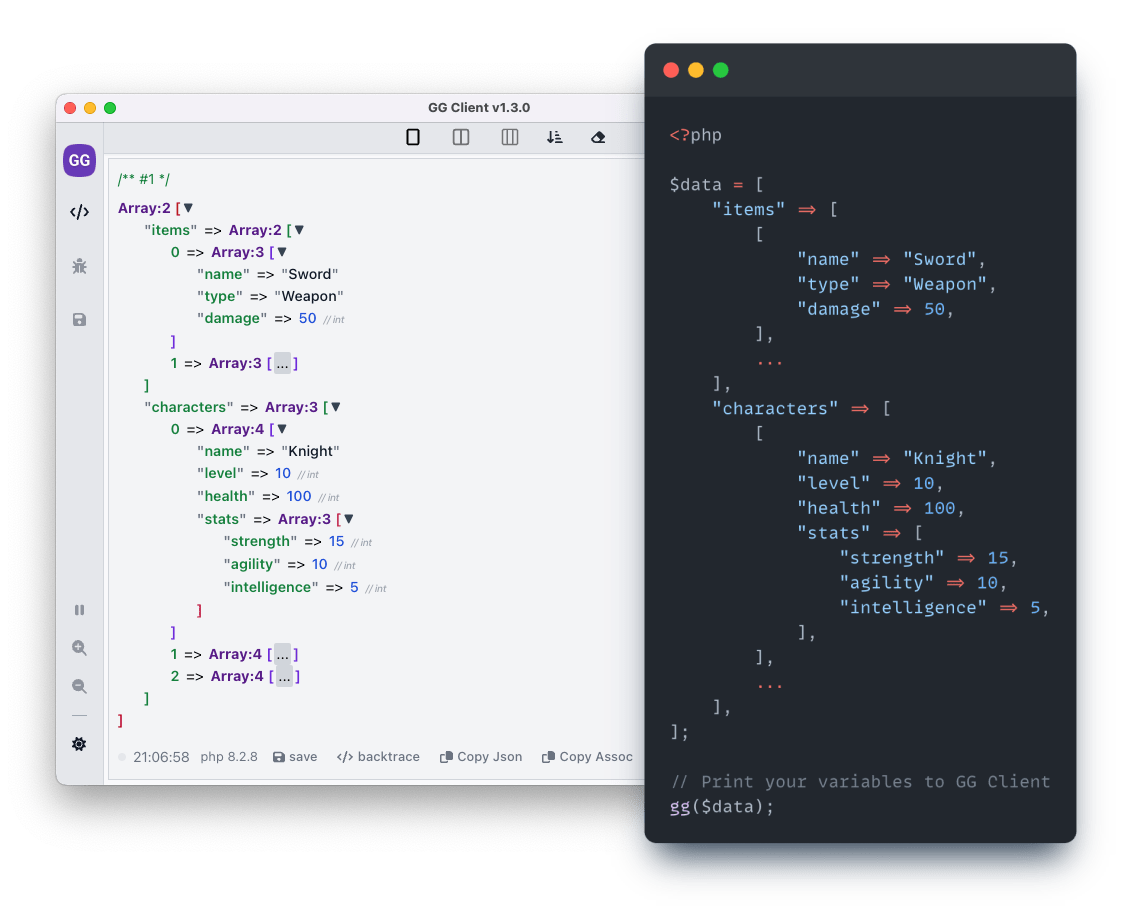 GG Client v1.3.0
GG
/** #1 */
Array:2 [▼
"items" => Array:2 [▼
0 => Array:3 [▼
"name" => "Sword"
"type" => "Weapon"
"damage" => 50 // int
]
1 => Array:3 [ ... ]
]
"characters" => Array:3 [▼
0 => Array:4 [▼
"name" => "Knight"
"level" => 10 // int
"health" => 100 // int
"stats" => Array:3 [▼
"strength" => 15 // int
"agility" => 10 // int
"intelligence" => 5 // int
]
]
1 => Array:4 [ ... ]
2 => Array:4 [ ... ]
]
]
21:06:58 php 8.2.8 save </> backtrace Copy Json Copy Assoc
<?php
$data = [
"items" => [
[
"name" => "Sword",
"type" => "Weapon",
"damage" => 50,
],
...
],
"characters" => [
[
"name" => "Knight",
"level" => 10,
"health" => 100,
"stats" => [
"strength" => 15,
"agility" => 10,
"intelligence" => 5,
],
],
...
],
];
// Print your variables to GG Client
gg($data);